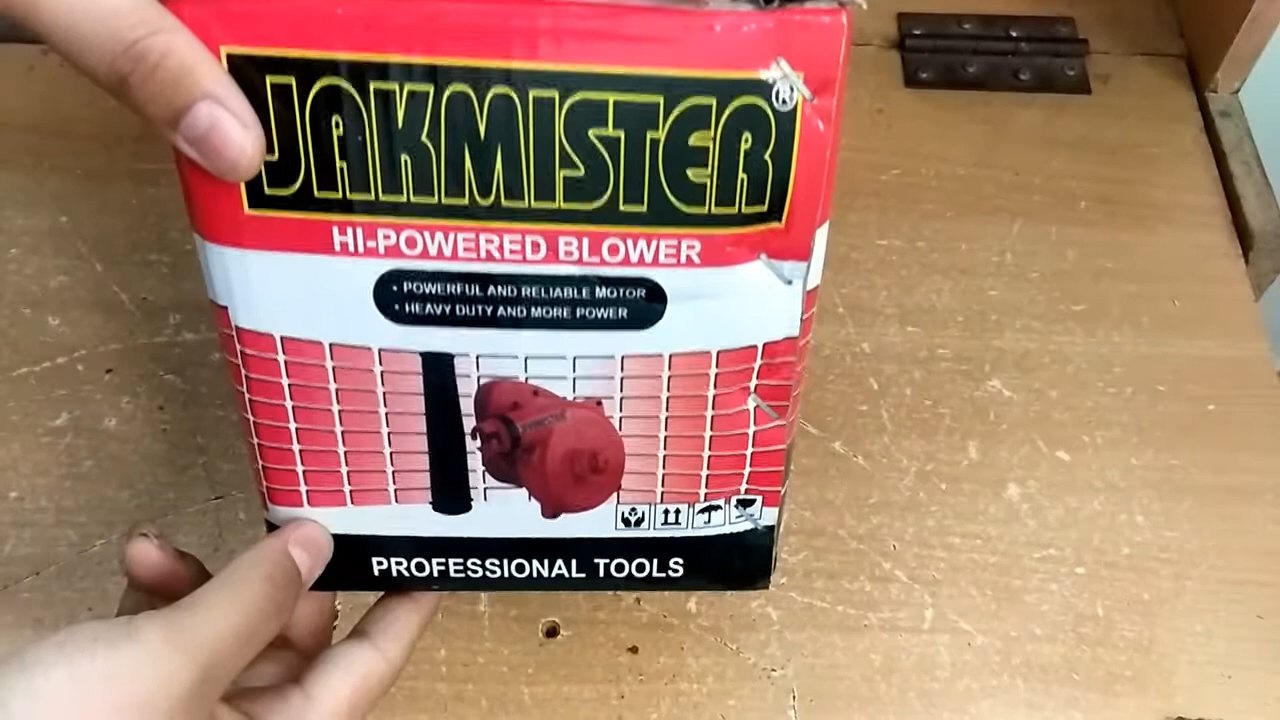 JAKMISTER®
HI-POWERED BLOWER
• POWERFUL AND RELIABLE MOTOR
• HEAVY DUTY AND MORE POWER
PROFESSIONAL TOOLS